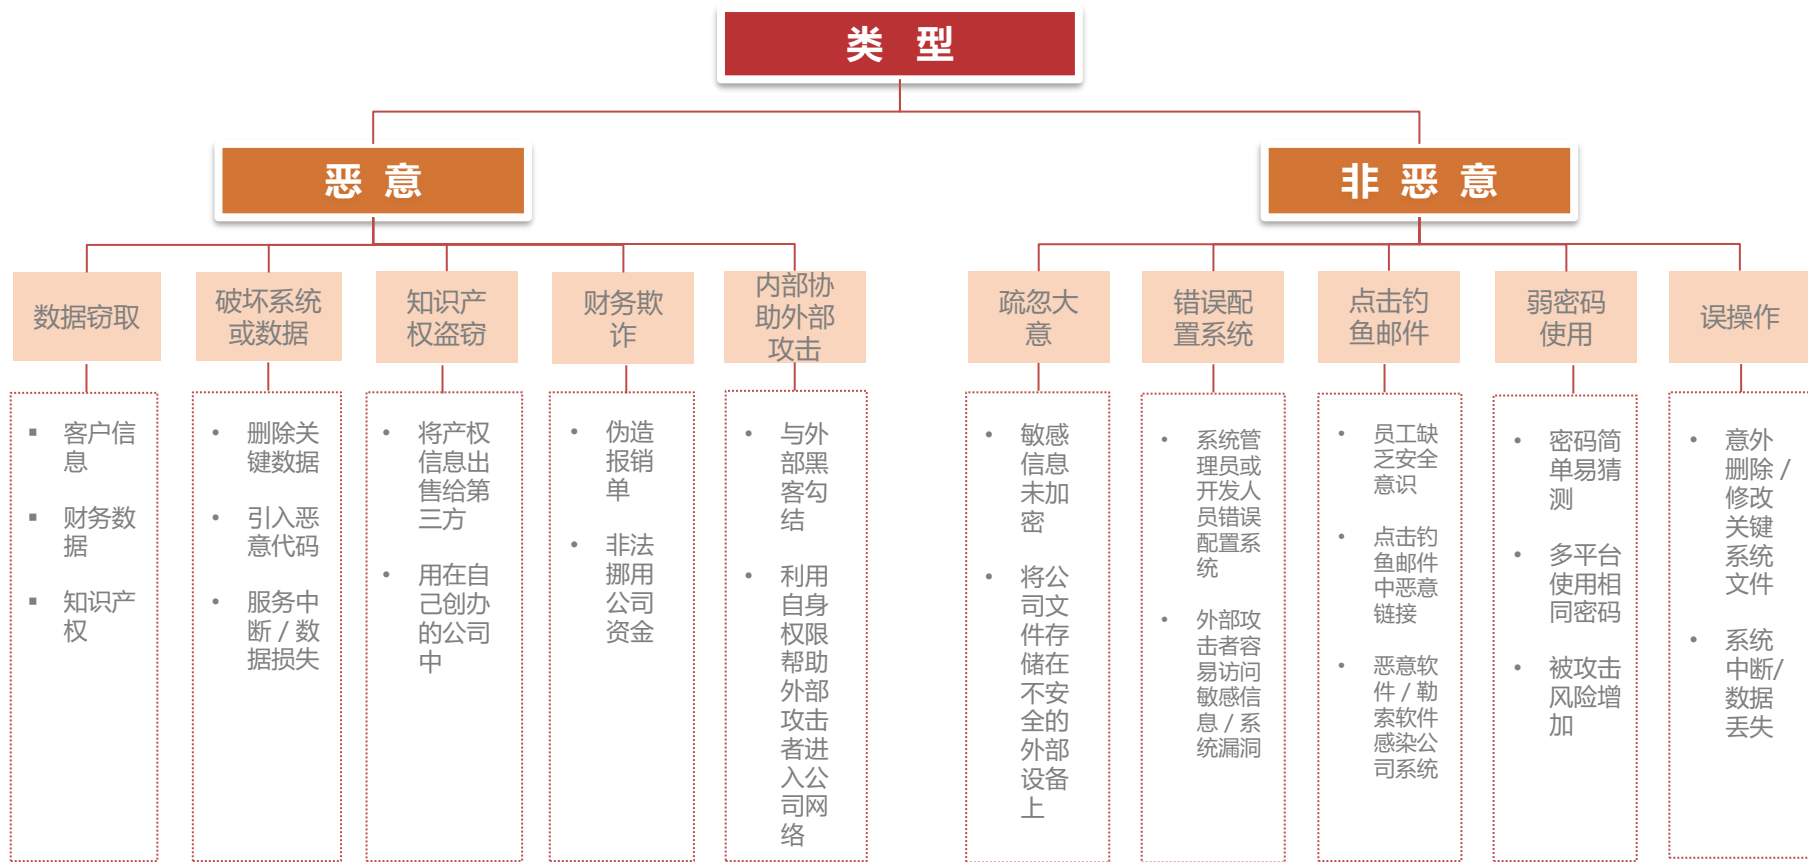 类 型
恶 意
非 恶 意
数据窃取
破坏系统
或数据
知识产
权盗窃
财务欺
诈
内部协
助外部
攻击
疏忽大
意
错误配
置系统
点击钓
鱼邮件
弱密码
使用
误操作
▪ 客户信
息
▪ 财务数
据
▪ 知识产
权
• 删除关
键数据
• 引入恶
意代码
• 服务中
断 / 数
据损失
• 将产权
信息出
售给第
三方
• 用在自
己创办
的公司
中
• 伪造
报销
单
• 非法
挪用
公司
资金
• 与外
部黑
客勾
结
• 利用
自身
权限
帮助
外部
攻击
者进
入公
司网
络
• 敏感
信息
未加
密
• 将公
司文
件存
储在
不安
全的
外部
设备
上
• 系统管
理员或
开发人
员错误
配置系
统
• 外部攻
击者容
易访问
敏感信
息 / 系
统漏洞
• 员工缺
乏安全
意识
• 点击钓
鱼邮件
中恶意
链接
• 恶意软
件 / 勒
索软件
感染公
司系统
• 密码简
单易猜
测
• 多平台
使用相
同密码
• 被攻击
风险增
加
• 意外
删除 /
修改
关键
系统
文件
• 系统
中断/
数据
丢失